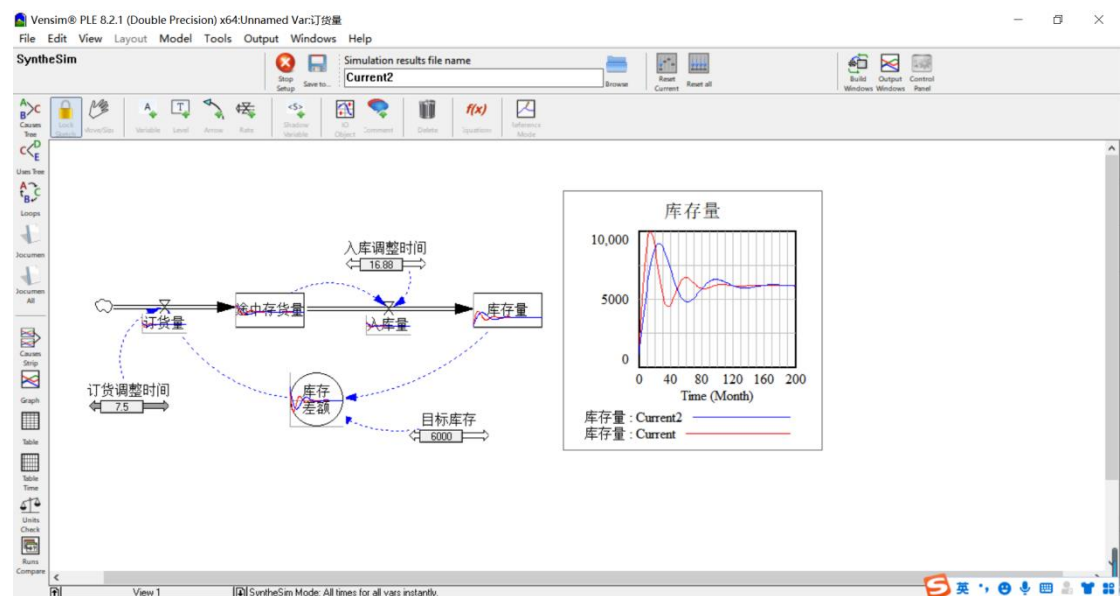 Vensim® PLE 8.2.1 (Double Precision) x64:Unnamed Var:订货量
File Edit View Layout Model Tools Output Windows Help
SyntheSim
Stop
Setup
Save to...
Simulation results file name
Current2
Browse
Reset
Current
Reset all
Build
Windows
Output
Windows
Control
Panel
Causes
Tree
Lock
Sketch
Move/Size
Variable
Level
Arrow
Rate
Shadow
Variable
IO
Object
Comment
Delete
Equations
Reference
Mode
Uses Tree
Loops
Documen
Documen
All
Causes
Strip
Graph
Table
Table
Time
Units
Check
Runs
Compare
入库调整时间
16.88
途中存货量
库存量
订货量
入库量
订货调整时间
7.5
库存
差额
目标库存
6000
库存量
10,000
5000
0
0 40 80 120 160 200
Time (Month)
库存量 : Current2
库存量 : Current
View 1
SyntheSim Mode: All times for all vars instantly.
英